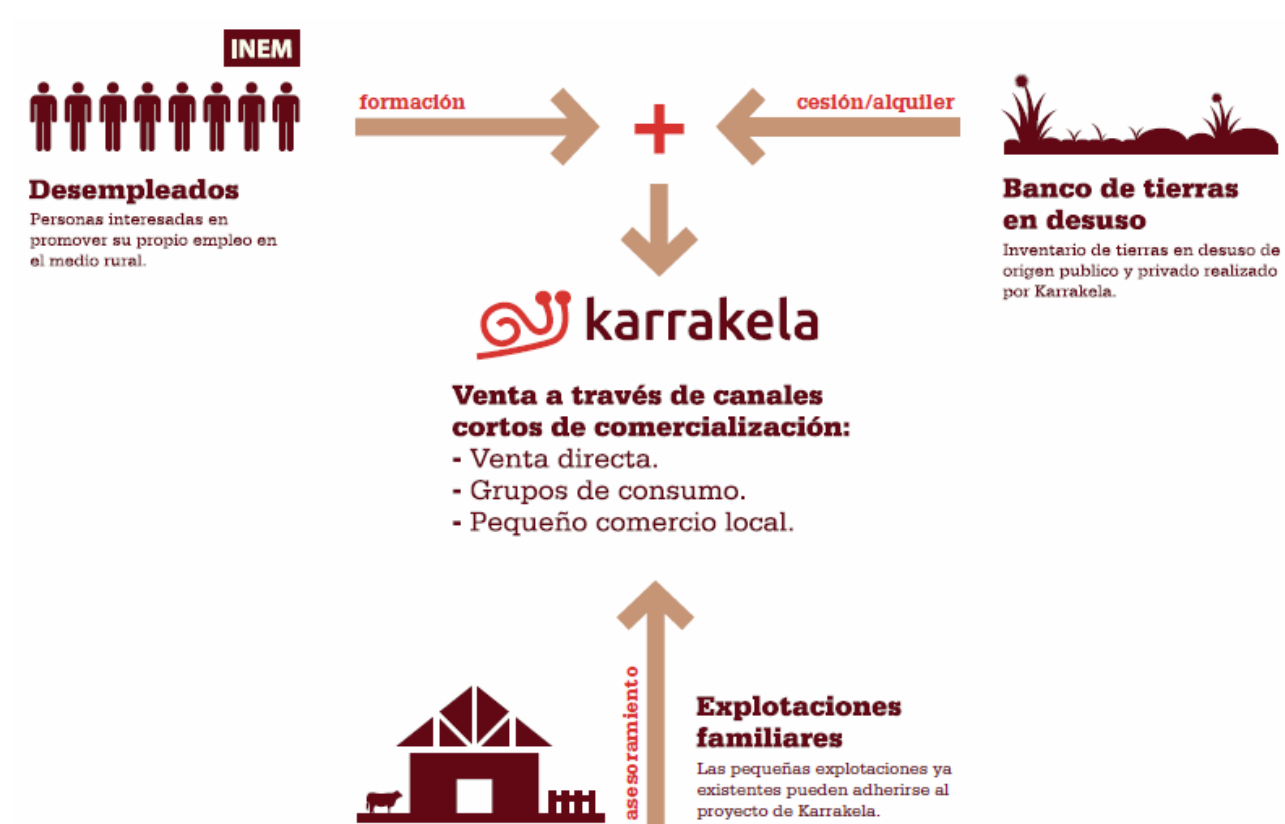 INEM
formación
+
cesión/alquiler
Desempleados
Personas interesadas en
promover su propio empleo en
el medio rural.
Banco de tierras
en desuso
Inventario de tierras en desuso de
origen publico y privado realizado
por Karrakela.
karrakela
Venta a través de canales
cortos de comercialización:
- Venta directa.
- Grupos de consumo.
- Pequeño comercio local.
asesoramiento
Explotaciones
familiares
Las pequeñas explotaciones ya
existentes pueden adherirse al
proyecto de Karrakela.